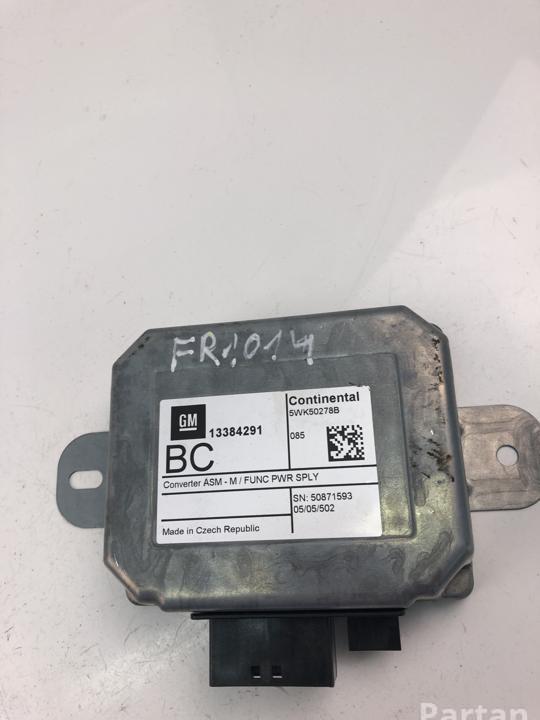 FR1014
GM 13384291
BC
Continental
5WK50278B
085
Converter ASM - M / FUNC PWR SPLY
SN: 50871593
05/05/502
Made in Czech Republic
Partan